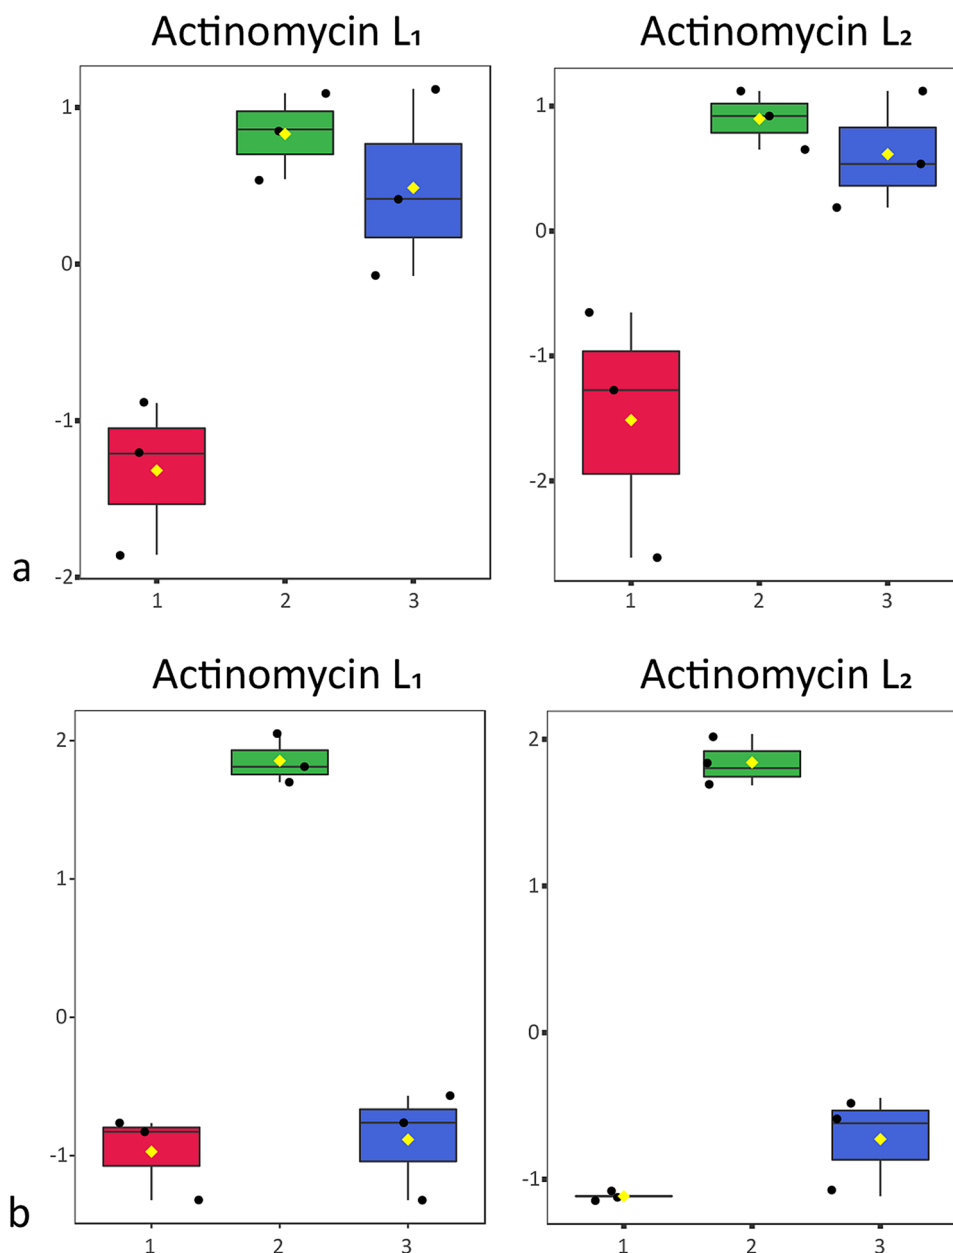 Actinomycin L₁ Actinomycin L₂
1 1
0 0
-1 -1
-2 -2
a
1 2 3 1 2 3
Actinomycin L₁ Actinomycin L₂
2 2
1 1
0 0
-1 -1
b
1 2 3 1 2 3